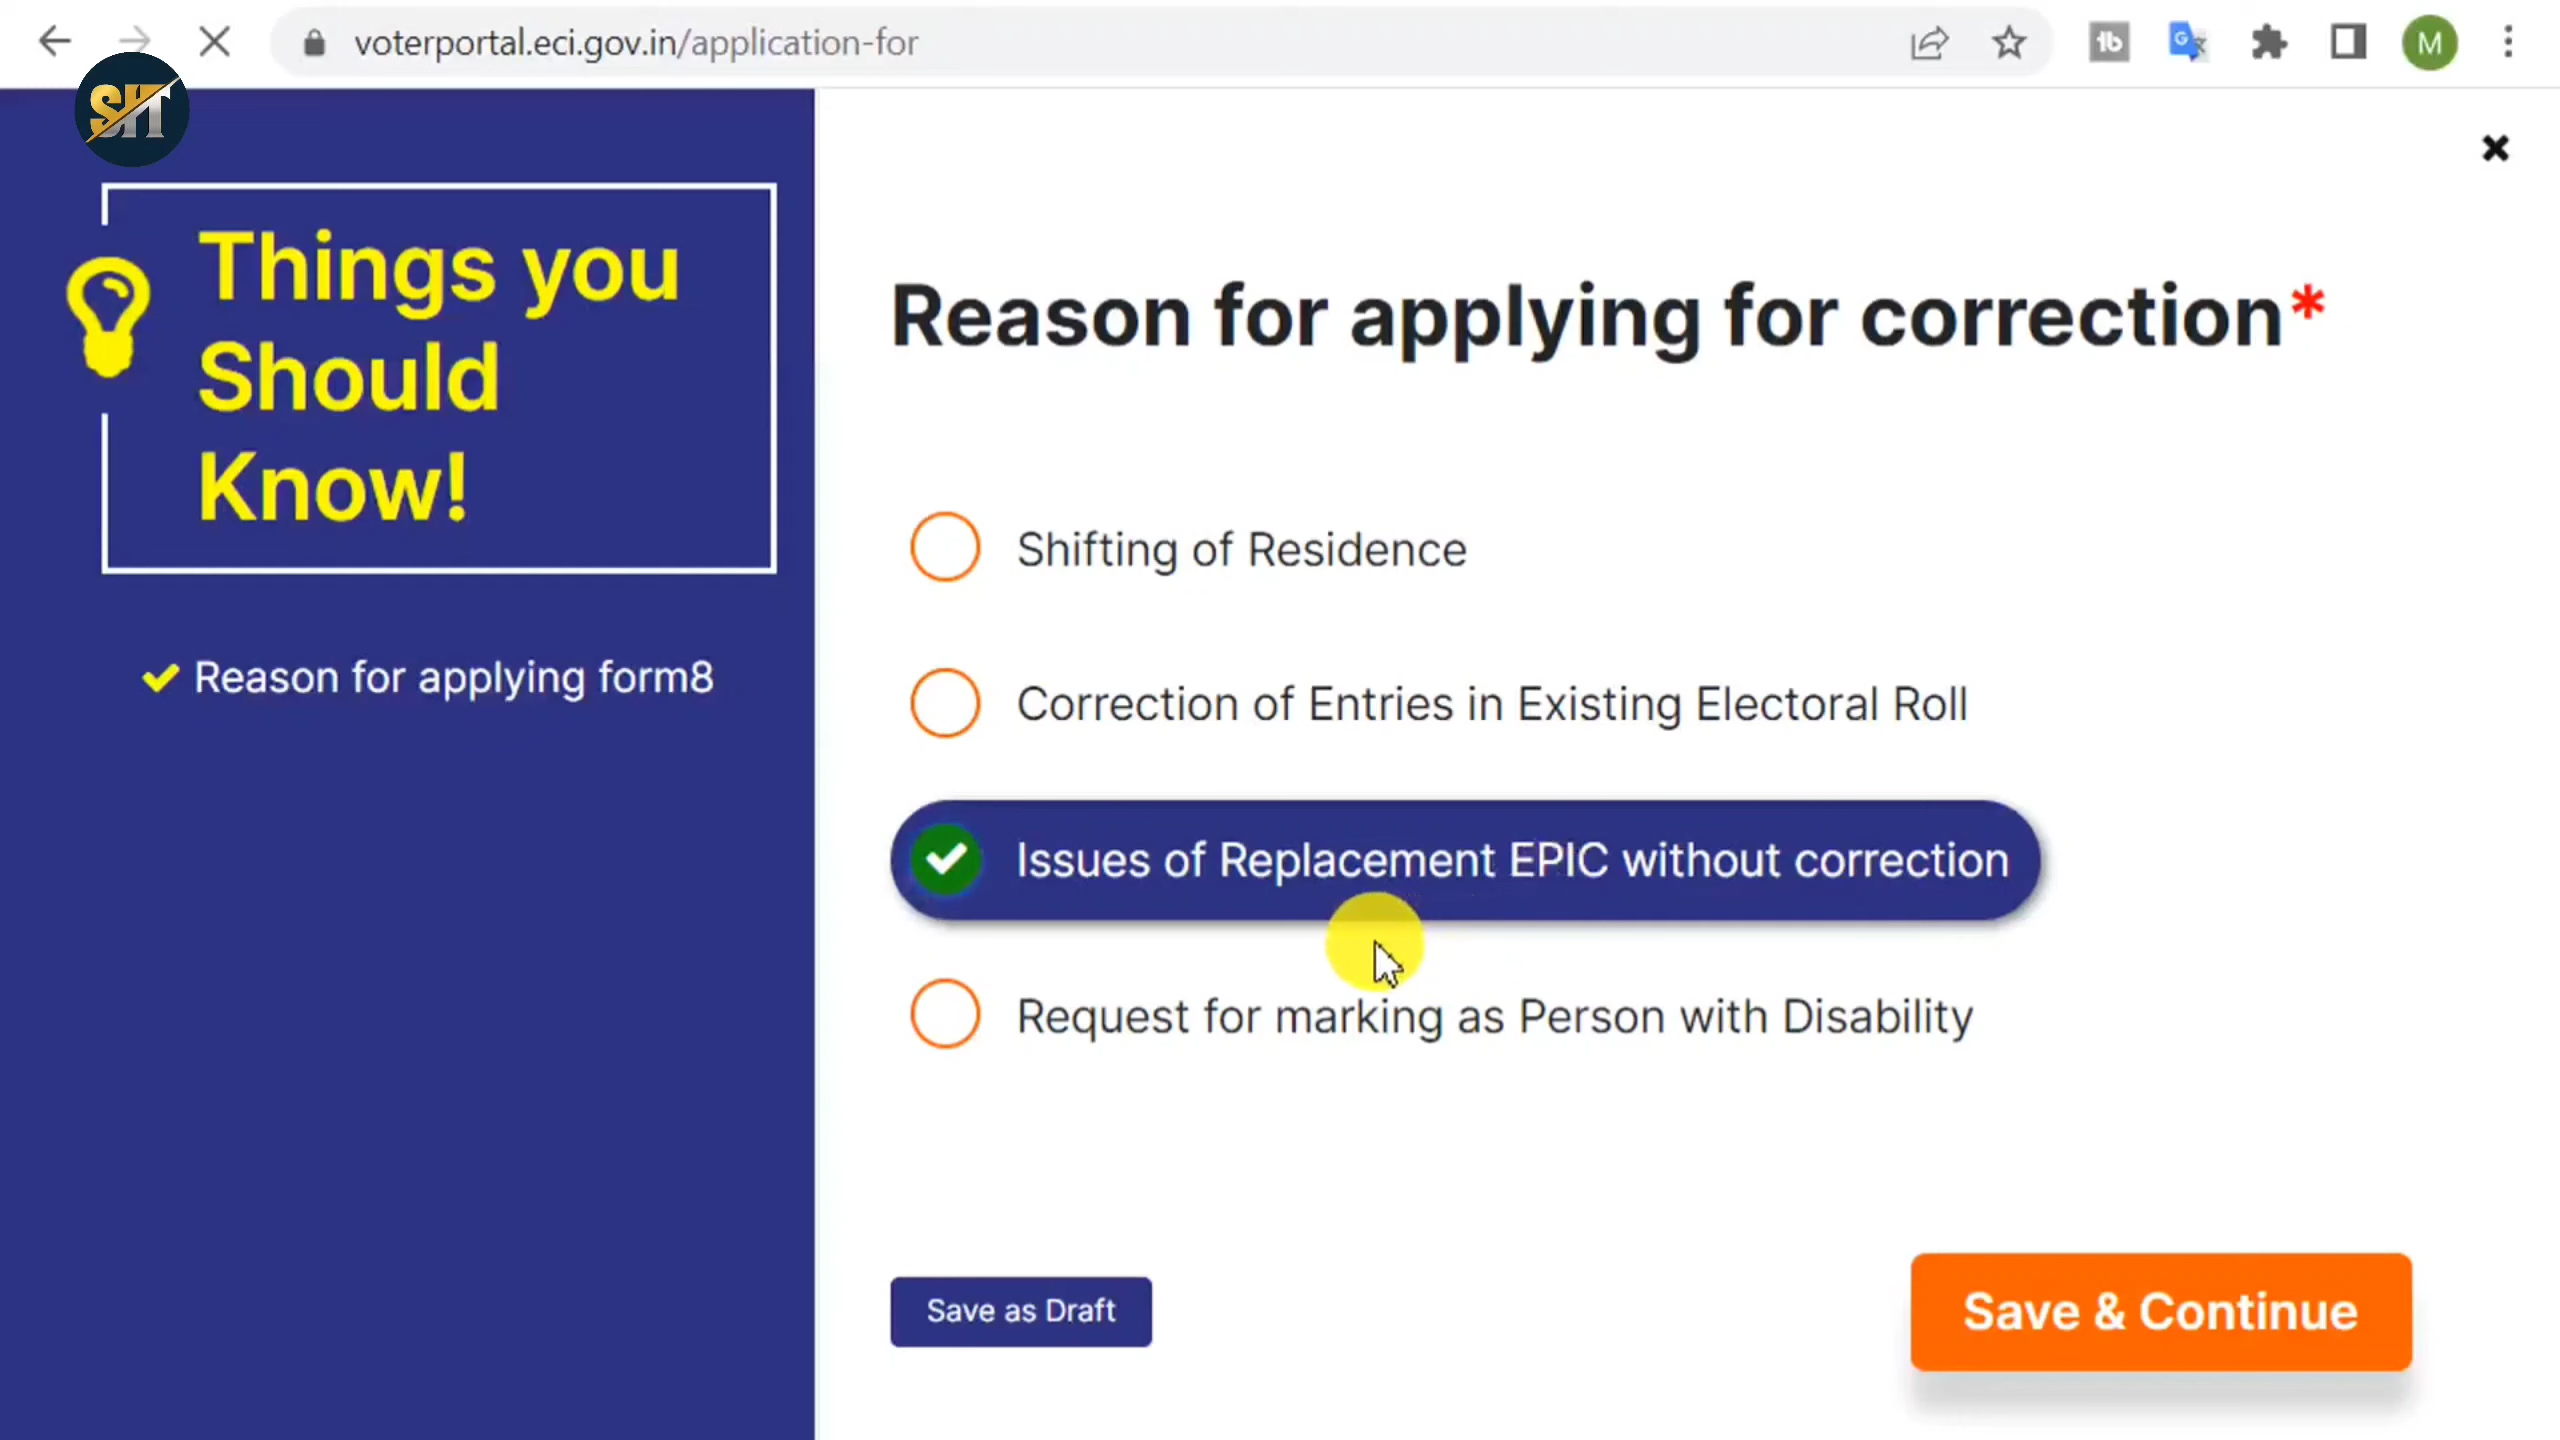 voterportal.eci.gov.in/application-for
M
SHT
Things you
Should
Know!
Reason for applying form8
Reason for applying for correction*
Shifting of Residence
Correction of Entries in Existing Electoral Roll
Issues of Replacement EPIC without correction
Request for marking as Person with Disability
Save as Draft
Save & Continue